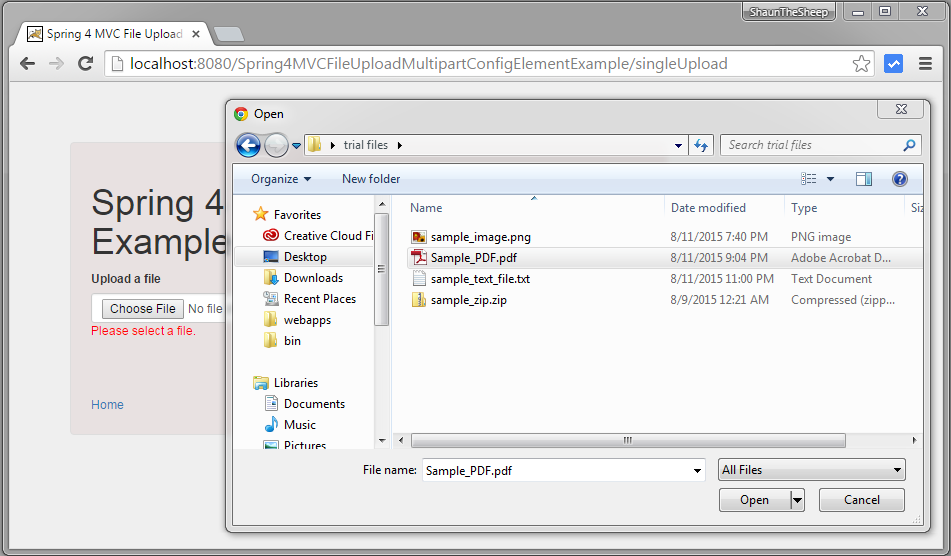 ShaunTheSheep
Spring 4 MVC File Upload
localhost:8080/Spring4MVCFileUploadMultipartConfigElementExample/singleUpload
Spring 4
Example
Upload a file
Choose File No file
Please select a file.
Home
Open
trial files
Search trial files
Organize New folder
Favorites
Creative Cloud Fi
Desktop
Downloads
Recent Places
webapps
bin
Libraries
Documents
Music
Pictures
Name Date modified Type Siz
sample_image.png 8/11/2015 7:40 PM PNG image
Sample_PDF.pdf 8/11/2015 9:04 PM Adobe Acrobat D...
sample_text_file.txt 8/11/2015 11:00 PM Text Document
sample_zip.zip 8/9/2015 12:21 AM Compressed (zipp...
File name: Sample_PDF.pdf All Files
Open Cancel